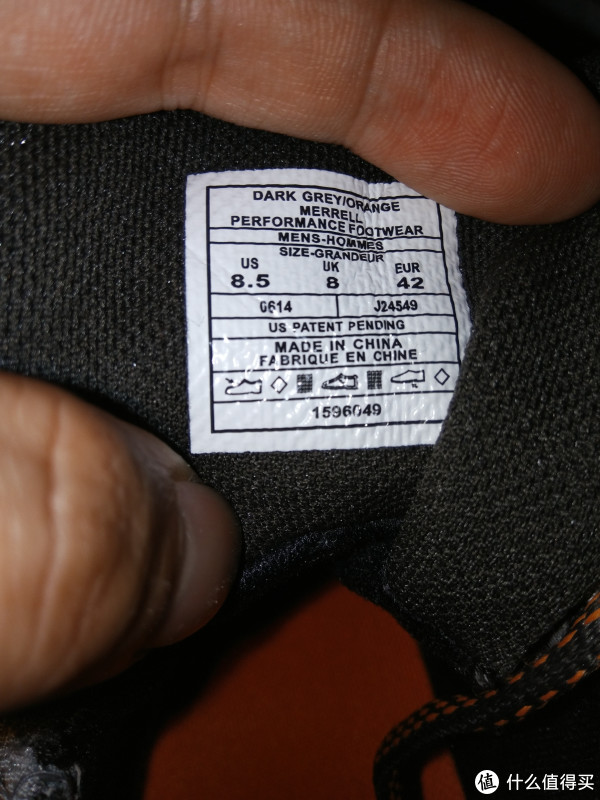 DARK GREY/ORANGE
MERRELL
PERFORMANCE FOOTWEAR
MENS-HOMMES
SIZE-GRANDEUR
US UK EUR
8.5 8 42
0614 J24549
US PATENT PENDING
MADE IN CHINA
FABRIQUE EN CHINE
1596049
值 什么值得买